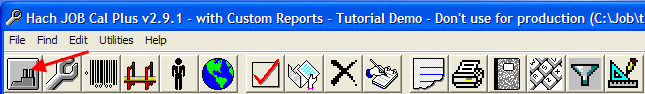 Hach JOB Cal Plus v2.9.1 - with Custom Reports - Tutorial Demo - Don't use for production (C:\Job\t
File Find Edit Utilities Help